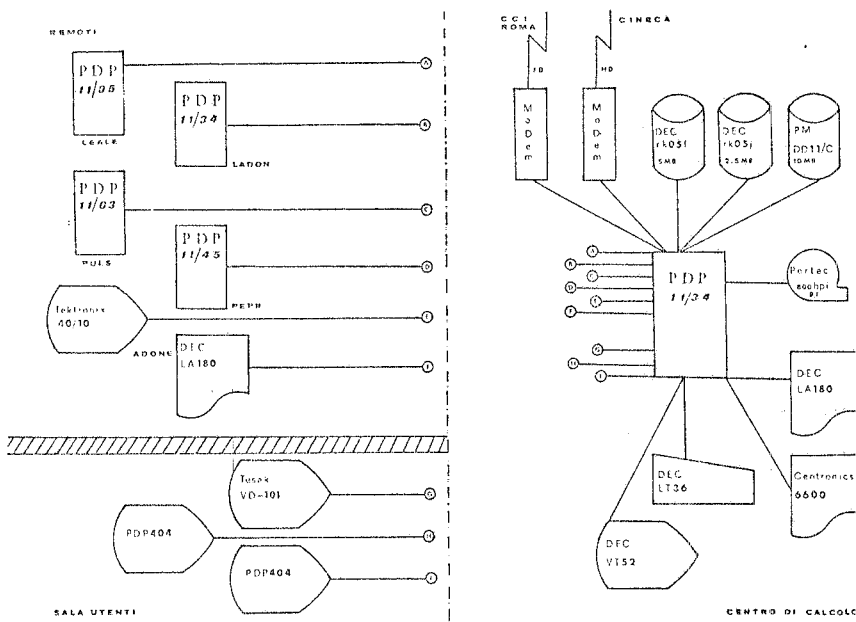 REMOTI
PDP
11/05
LEALE
A
PDP
11/34
LADON
B
PDP
11/03
PULS
C
PDP
11/45
PEPR
D
Tektronix
40/10
E
ADONE
DEC
LA180
F
Tesak
VD-101
G
PDP404
H
PDP404
I
SALA UTENTI
CCI
ROMA
FD
MoDem
CINECA
HD
MoDem
DEC
rk05f
5MB
DEC
rk05j
2.5MB
PM
DD11/C
10MB
A
B
C
D
E
F
G
H
I
PDP
11/34
Pertec
800bpi
9T
DEC
LA180
Centronics
6600
DEC
LT36
DEC
VT52
CENTRO DI CALCOLO